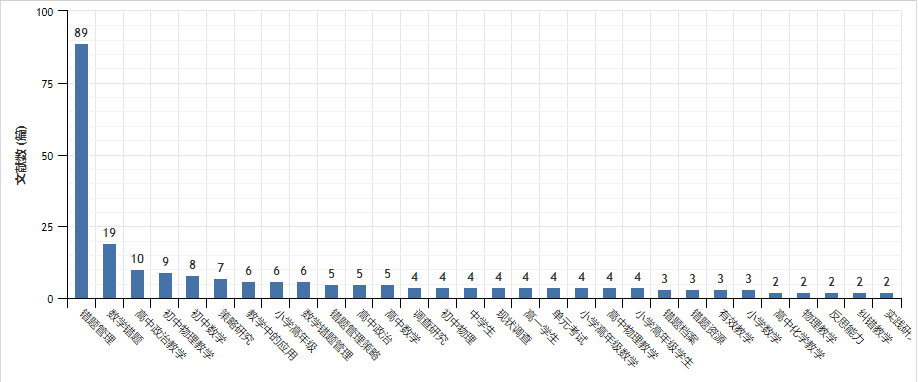 100
75
50
25
0
文献数 (篇)
89
19
10
9
8
7
6
6
6
5
5
5
4
4
4
4
4
4
4
4
4
3
3
3
3
2
2
2
2
2
错题管理
数学错题
高中政治教学
初中物理教学
初中数学
策略研究
教学中的应用
小学高年级
数学错题管理
错题管理策略
高中政治
高中数学
调查研究
初中物理
中学生
现状调查
高一学生
单元考试
小学高年级数学
高中物理教学
小学高年级学生
错题档案
错题资源
有效教学
小学数学
高中化学教学
物理教学
反思能力
纠错教学
实践研